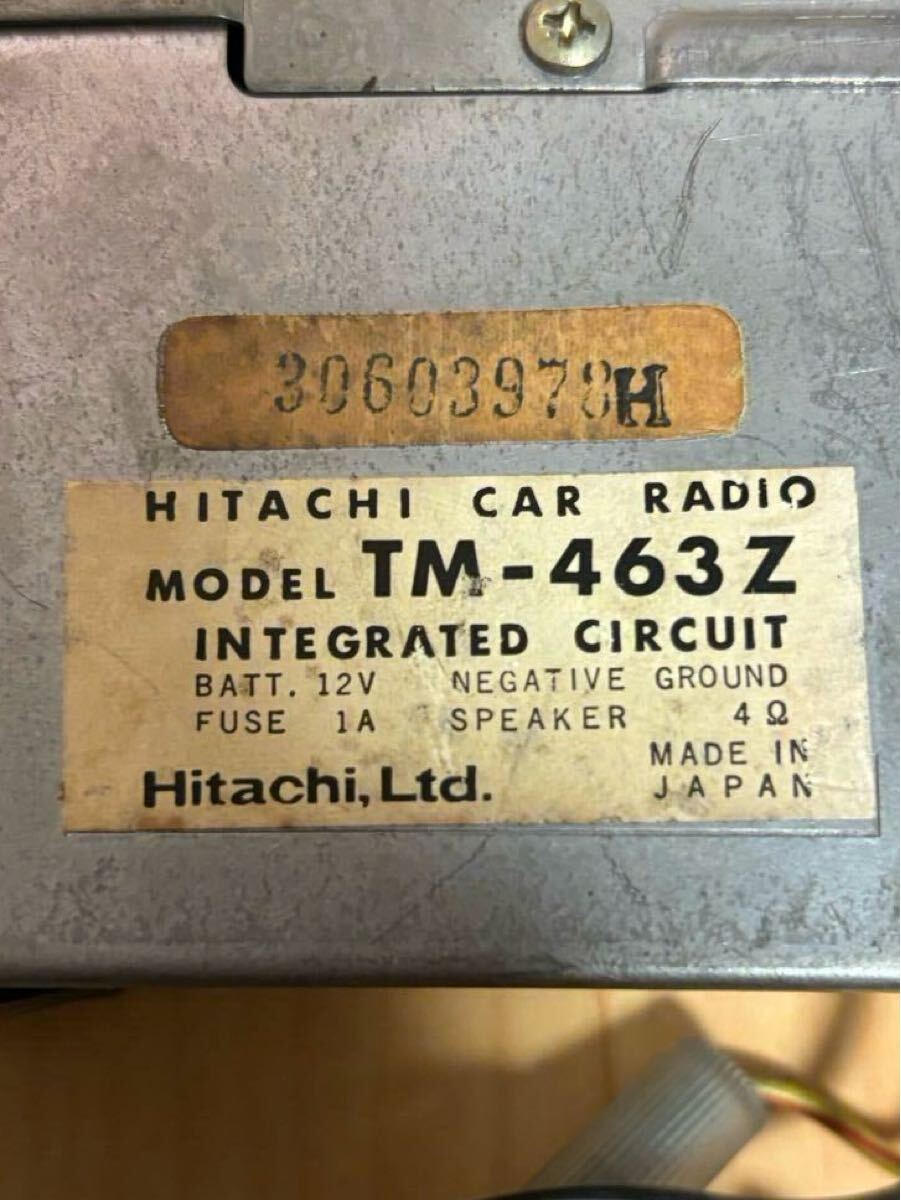 30603978H
HITACHI CAR RADIO
MODEL TM-463Z
INTEGRATED CIRCUIT
BATT. 12V NEGATIVE GROUND
FUSE 1A SPEAKER 4Ω
MADE IN
Hitachi, Ltd. JAPAN